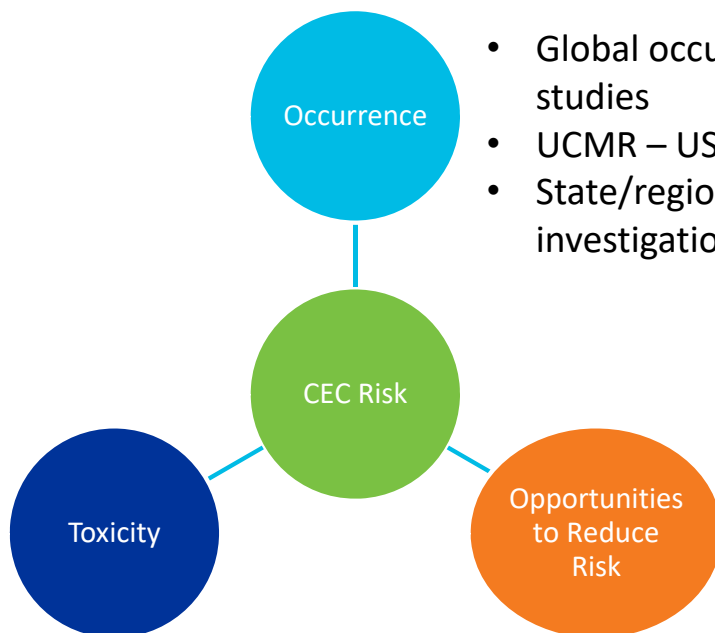 Occurrence
• Global occu
studies
• UCMR – US
• State/regio
investigatio
CEC Risk
Toxicity
Opportunities
to Reduce
Risk